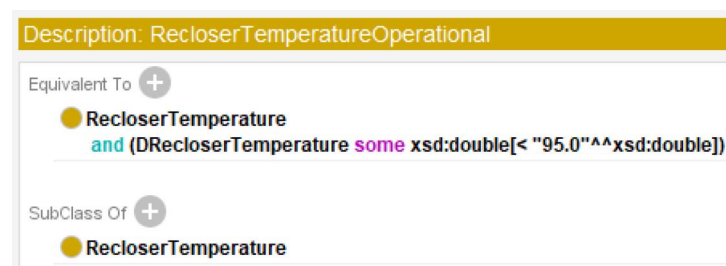 Description: RecloserTemperatureOperational
Equivalent To
RecloserTemperature
and (DRecloserTemperature some xsd:double[< "95.0"^^xsd:double])
SubClass Of
RecloserTemperature